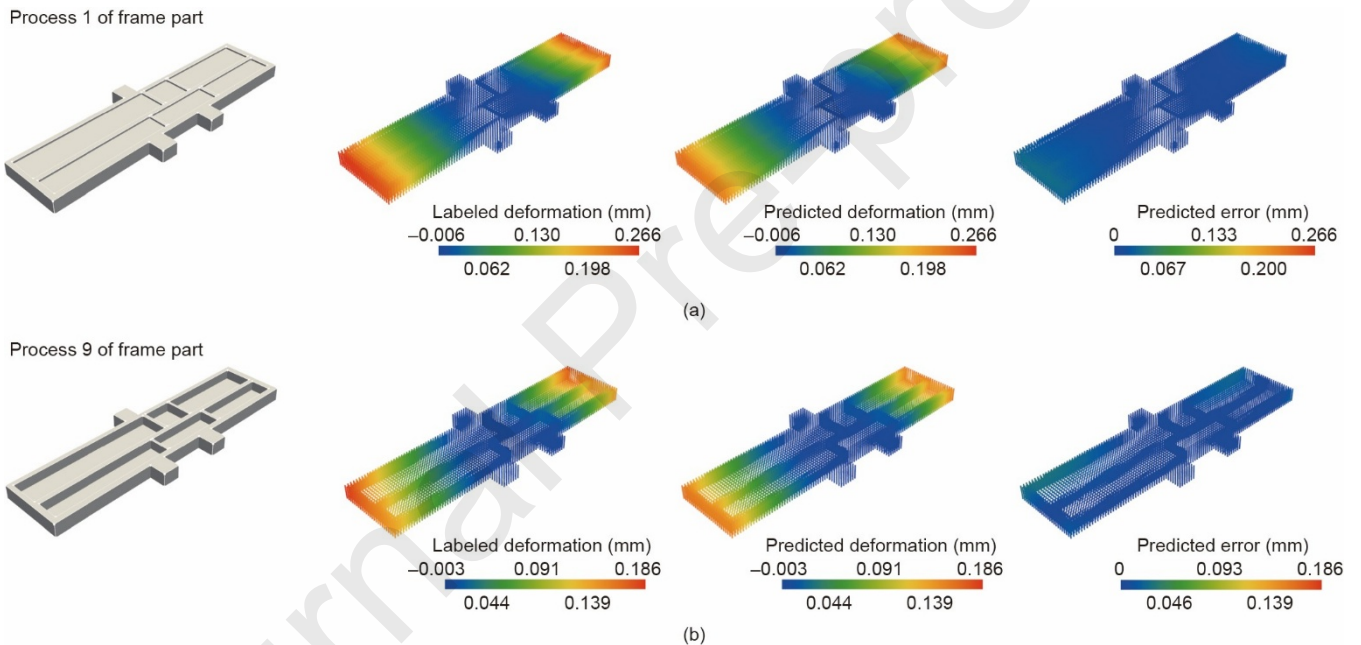 Process 1 of frame part
Labeled deformation (mm)
–0.006 0.130 0.266
0.062 0.198
Predicted deformation (mm)
–0.006 0.130 0.266
0.062 0.198
Predicted error (mm)
0 0.133 0.266
0.067 0.200
(a)
Process 9 of frame part
Labeled deformation (mm)
–0.003 0.091 0.186
0.044 0.139
Predicted deformation (mm)
–0.003 0.091 0.186
0.044 0.139
Predicted error (mm)
0 0.093 0.186
0.046 0.139
(b)
rnal Pre-pro